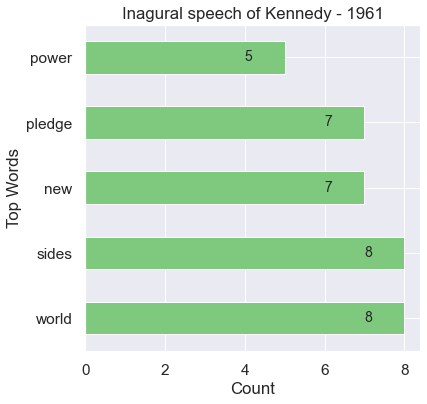 Inagural speech of Kennedy - 1961
power
5
pledge
7
new
7
sides
8
world
8
Top Words
0 2 4 6 8
Count